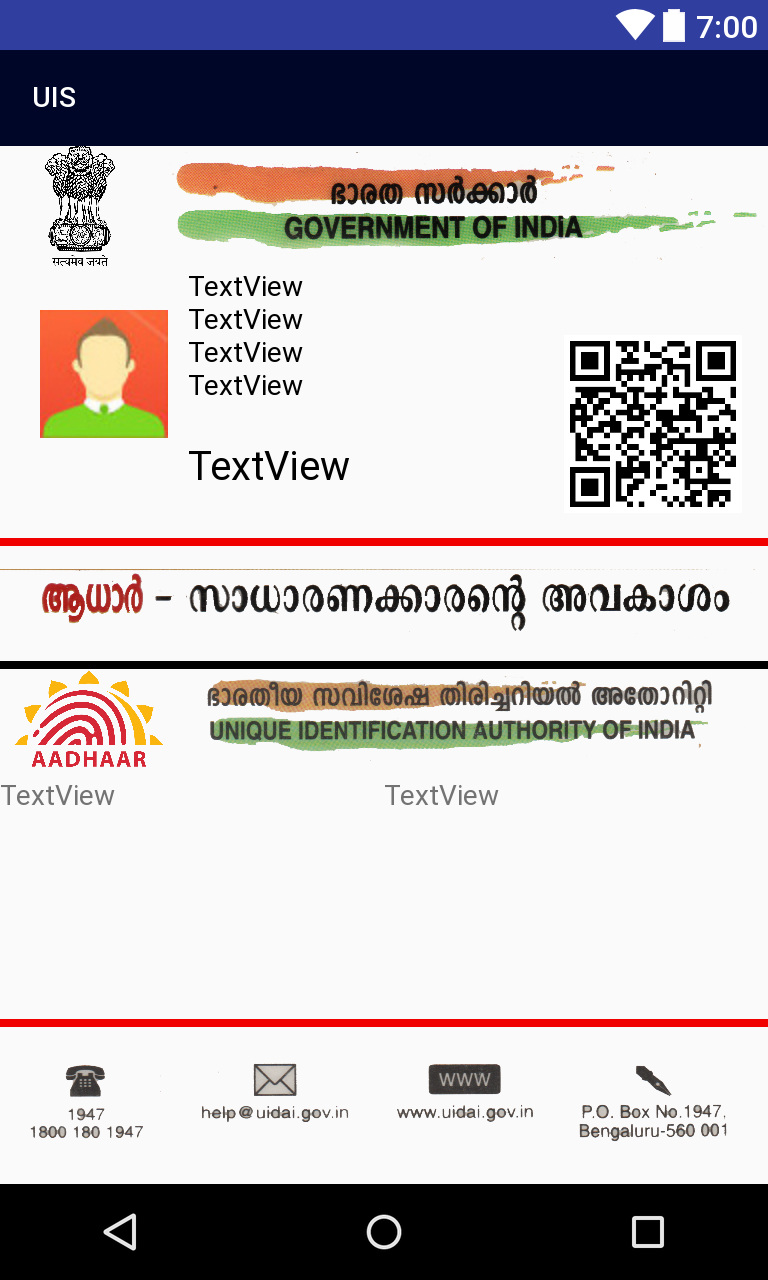 7:00
UIS
ഭാരത സർക്കാർ
GOVERNMENT OF INDIA
सत्यमेव जयते
TextView
TextView
TextView
TextView
TextView
ആധാർ - സാധാരണക്കാരന്റെ അവകാശം
ഭാരതീയ സവിശേഷ തിരിച്ചറിയൽ അതോറിറ്റി
UNIQUE IDENTIFICATION AUTHORITY OF INDIA
AADHAAR
TextView TextView
WWW
1947
1800 180 1947
help@uidai.gov.in
www.uidai.gov.in
P.O. Box No.1947,
Bengaluru-560 001